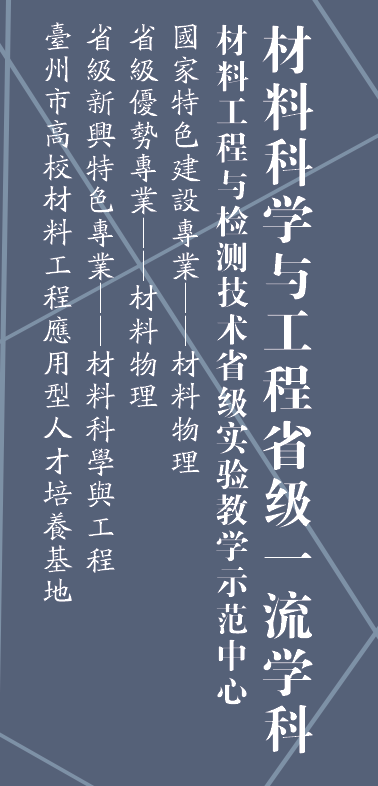 材料科学与工程省级一流学科
材料工程与检测技术省级实验教学示范中心
國家特色建設專業——材料物理
省級優勢專業——材料物理
省級新興特色專業——材料科學與工程
臺州市高校材料工程應用型人才培養基地